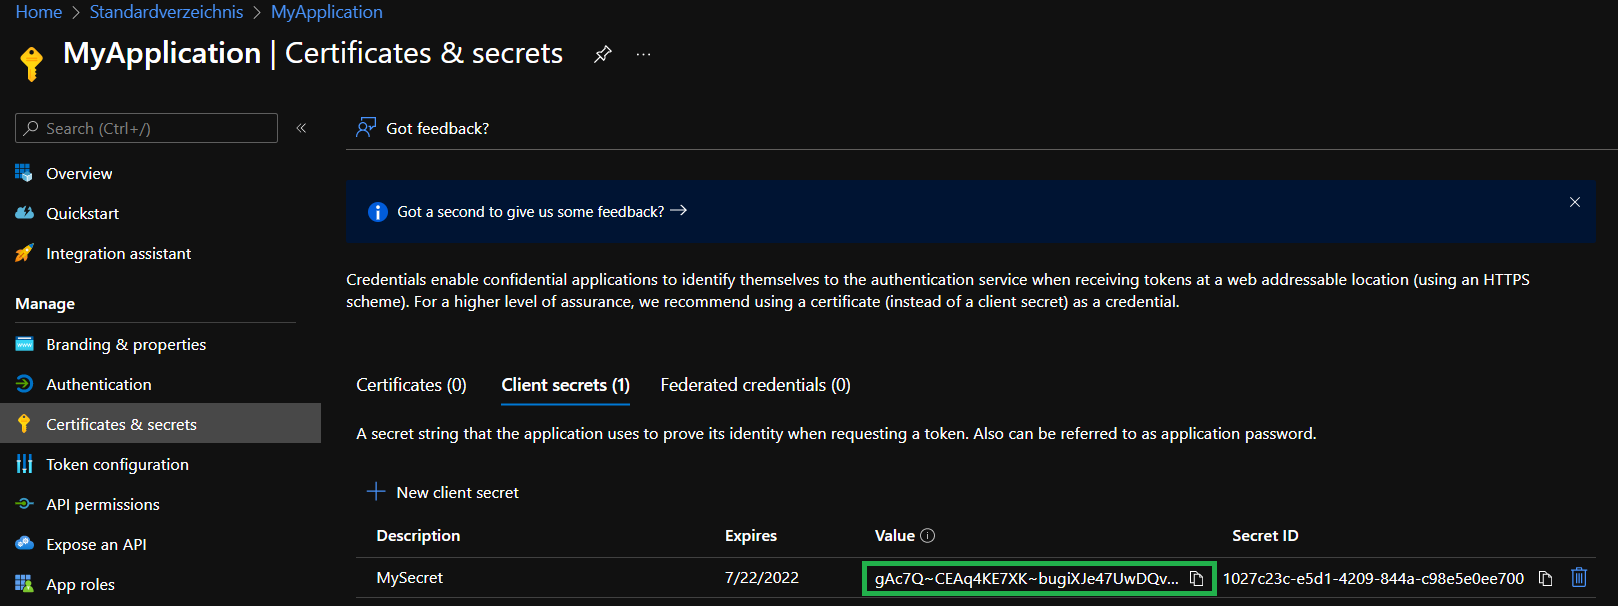 Home > Standardverzeichnis > MyApplication
MyApplication | Certificates & secrets
Search (Ctrl+/)
Got feedback?
Overview
Quickstart
Integration assistant
Manage
Branding & properties
Authentication
Certificates & secrets
Token configuration
API permissions
Expose an API
App roles
Got a second to give us some feedback?
Credentials enable confidential applications to identify themselves to the authentication service when receiving tokens at a web addressable location (using an HTTPS
scheme). For a higher level of assurance, we recommend using a certificate (instead of a client secret) as a credential.
Certificates (0) Client secrets (1) Federated credentials (0)
A secret string that the application uses to prove its identity when requesting a token. Also can be referred to as application password.
New client secret
Description Expires Value Secret ID
MySecret 7/22/2022 gAc7Q~CEAq4KE7XK~bugiXJe47UwDQv... 1027c23c-e5d1-4209-844a-c98e5e0ee700